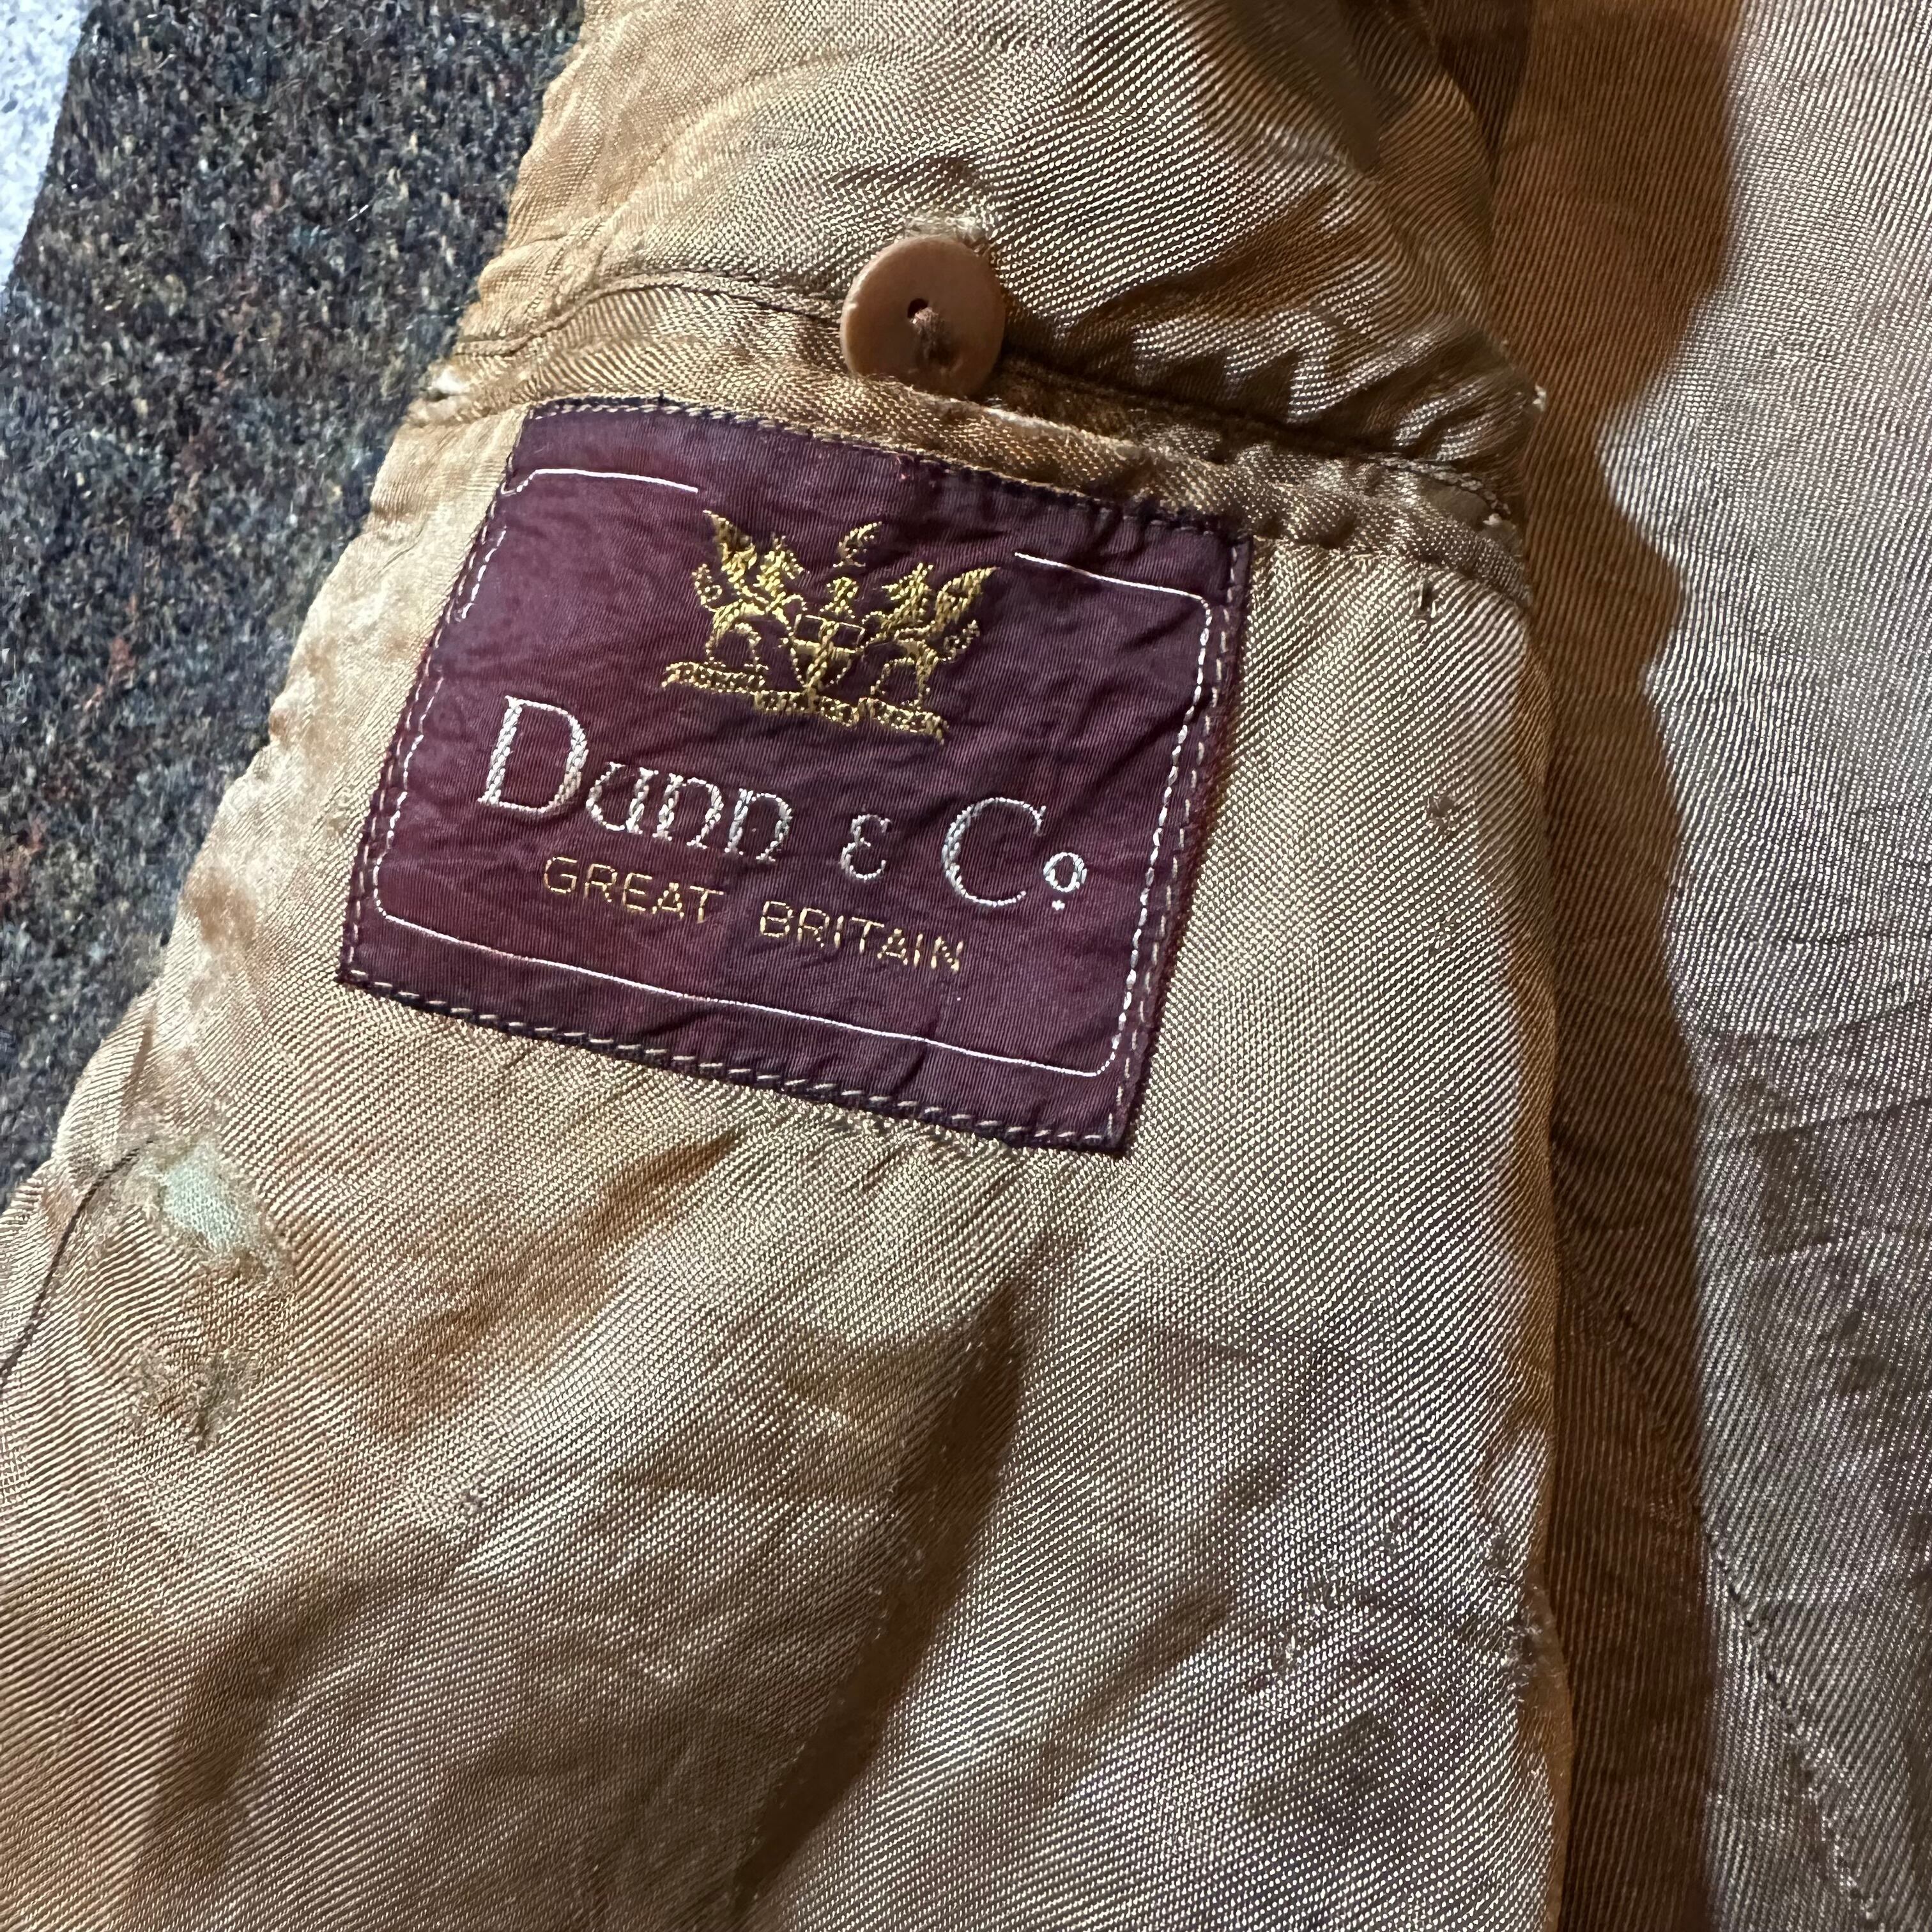 Dunn & Co.
GREAT BRITAIN